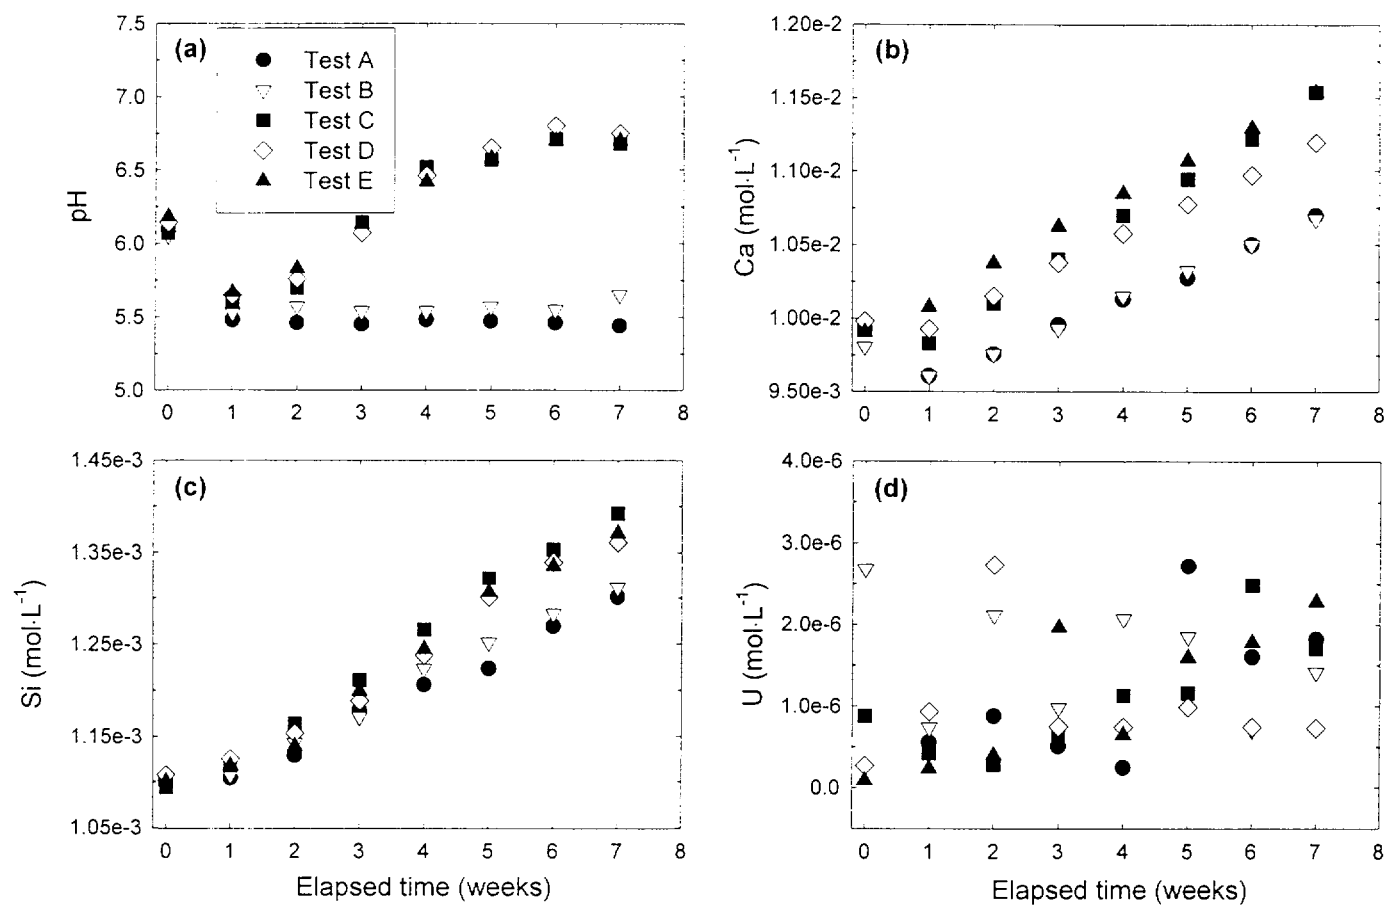 (a)
Test A
Test B
Test C
Test D
Test E
7.5
7.0
6.5
6.0
5.5
5.0
pH
0 1 2 3 4 5 6 7 8
(b)
1.20e-2
1.15e-2
1.10e-2
1.05e-2
1.00e-2
9.50e-3
Ca (mol·L⁻¹)
0 1 2 3 4 5 6 7 8
(c)
1.45e-3
1.35e-3
1.25e-3
1.15e-3
1.05e-3
Si (mol·L⁻¹)
0 1 2 3 4 5 6 7 8
Elapsed time (weeks)
(d)
4.0e-6
3.0e-6
2.0e-6
1.0e-6
0.0
U (mol·L⁻¹)
0 1 2 3 4 5 6 7 8
Elapsed time (weeks)